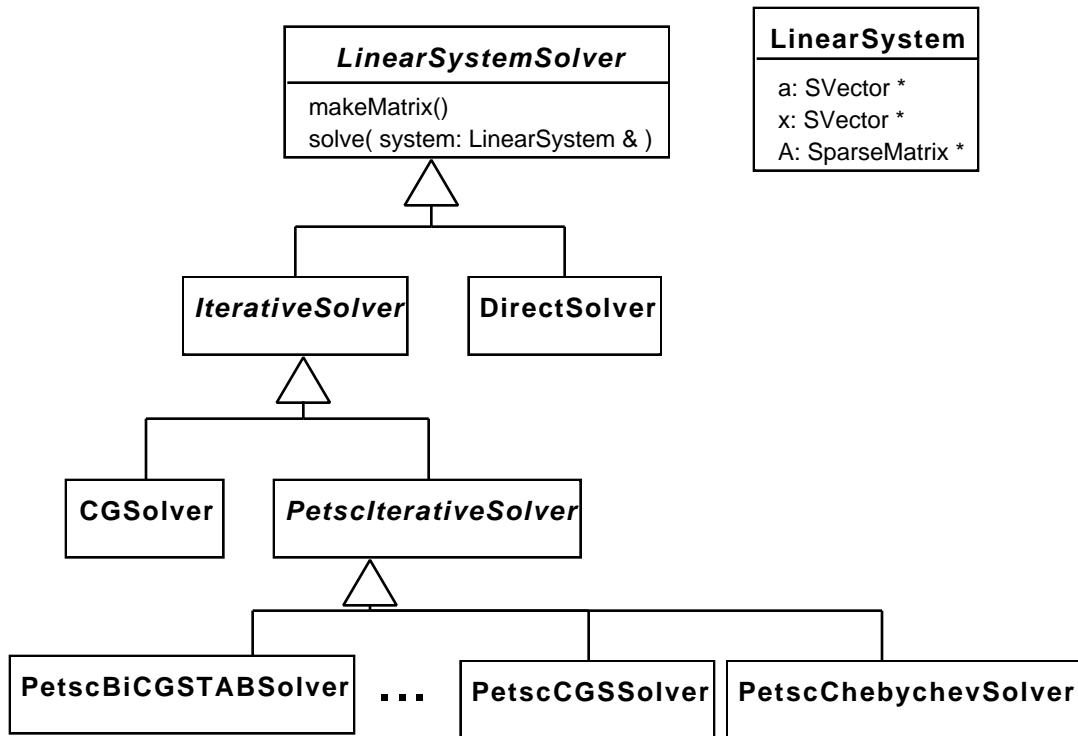 LinearSystemSolver
makeMatrix()
solve( system: LinearSystem & )
LinearSystem
a: SVector *
x: SVector *
A: SparseMatrix *
IterativeSolver
DirectSolver
CGSolver
PetscIterativeSolver
PetscBiCGSTABSolver
...
PetscCGSSolver
PetscChebychevSolver